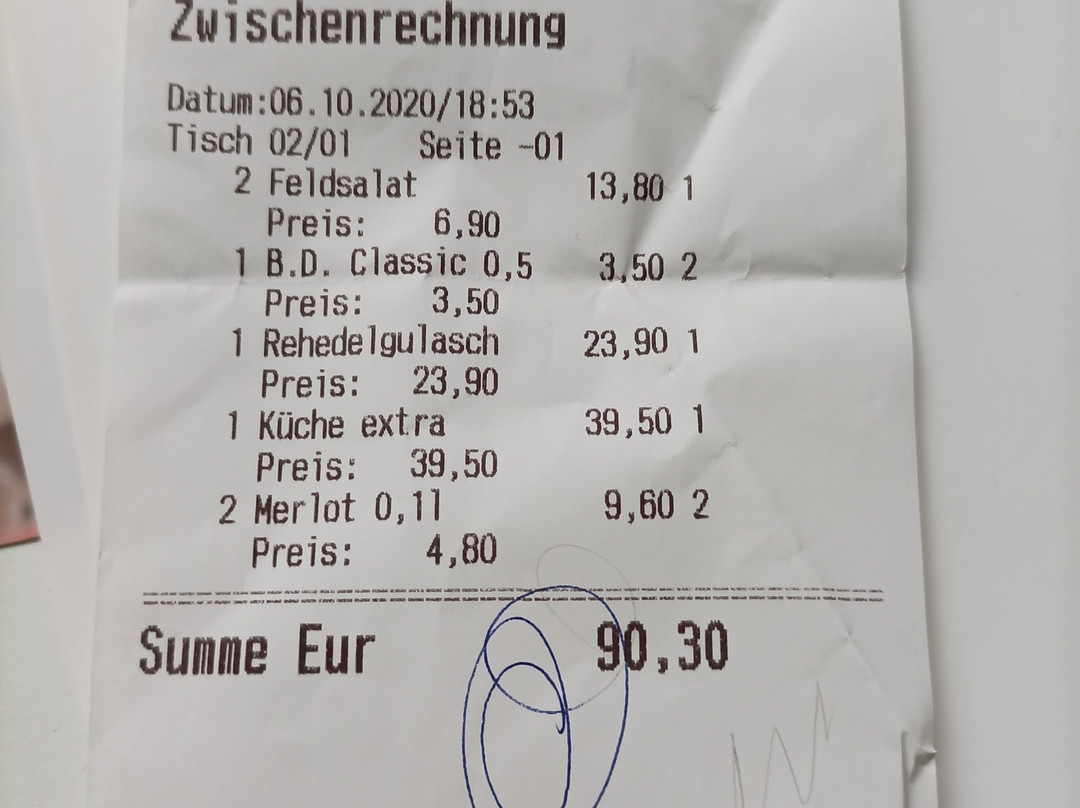 Zwischenrechnung
Datum:06.10.2020/18:53
Tisch 02/01 Seite -01
2 Feldsalat 13,80 1
Preis: 6,90
1 B.D. Classic 0,5 3,50 2
Preis: 3,50
1 Rehedelgulasch 23,90 1
Preis: 23,90
1 Küche extra 39,50 1
Preis: 39,50
2 Merlot 0,1l 9,60 2
Preis: 4,80
Summe Eur 90,30